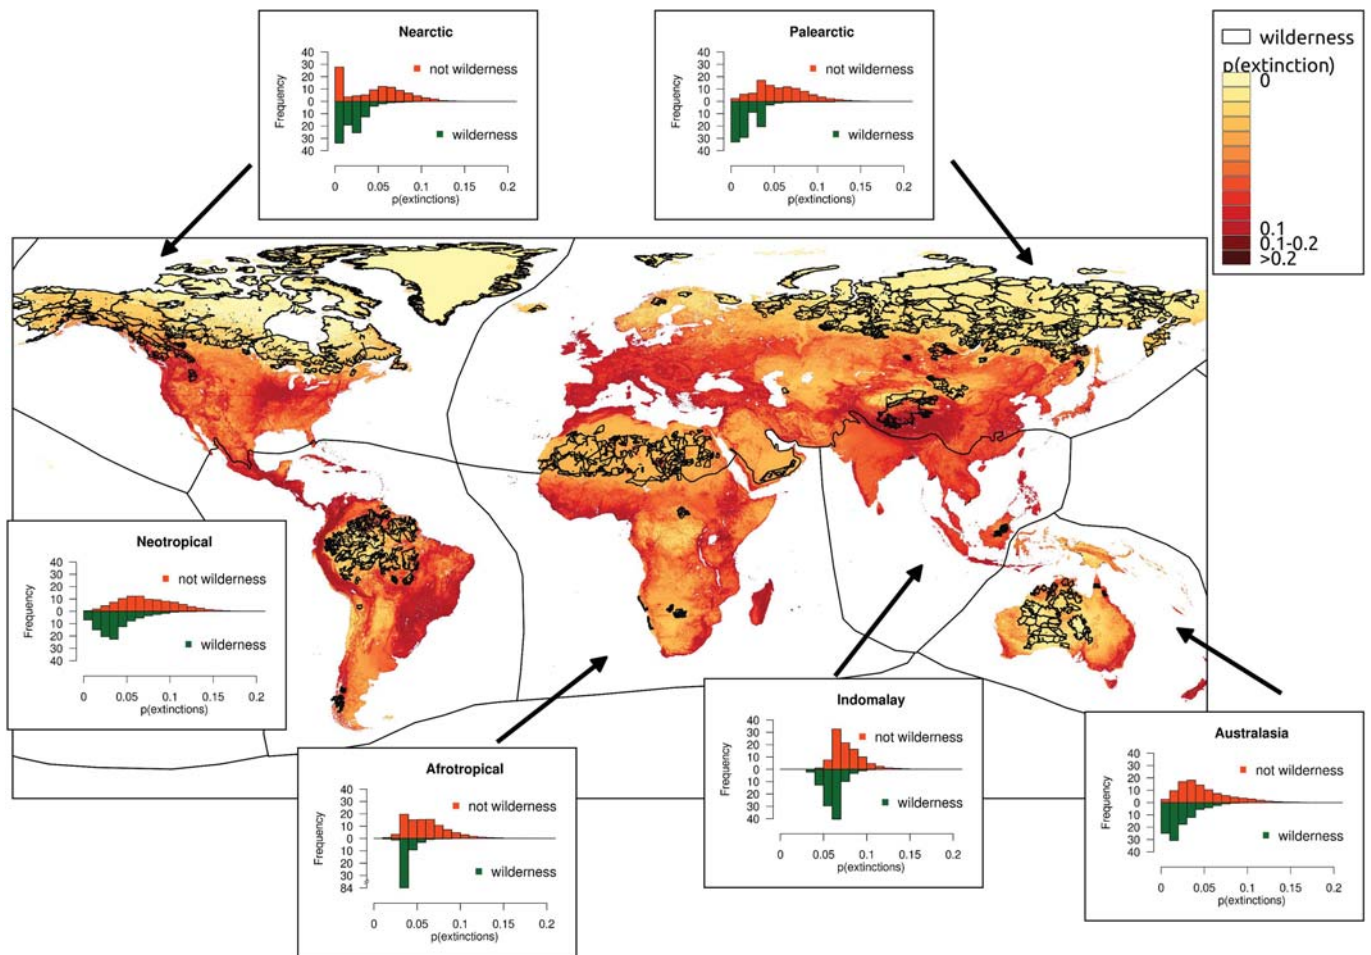 Nearctic
40
30
20
10
0
10
20
30
40
Frequency
not wilderness
wilderness
0 0.05 0.1 0.15 0.2
p(extinctions)
Palearctic
40
30
20
10
0
10
20
30
40
Frequency
not wilderness
wilderness
0 0.05 0.1 0.15 0.2
p(extinctions)
wilderness
p(extinction)
0
0.1
0.1-0.2
>0.2
Neotropical
40
30
20
10
0
10
20
30
40
Frequency
not wilderness
wilderness
0 0.05 0.1 0.15 0.2
p(extinctions)
Afrotropical
40
30
20
10
0
10
20
30
84
Frequency
not wilderness
wilderness
0 0.05 0.1 0.15 0.2
p(extinctions)
Indomalay
40
30
20
10
0
10
20
30
40
Frequency
not wilderness
wilderness
0 0.05 0.1 0.15 0.2
p(extinctions)
Australasia
40
30
20
10
0
10
20
30
40
Frequency
not wilderness
wilderness
0 0.05 0.1 0.15 0.2
p(extinctions)